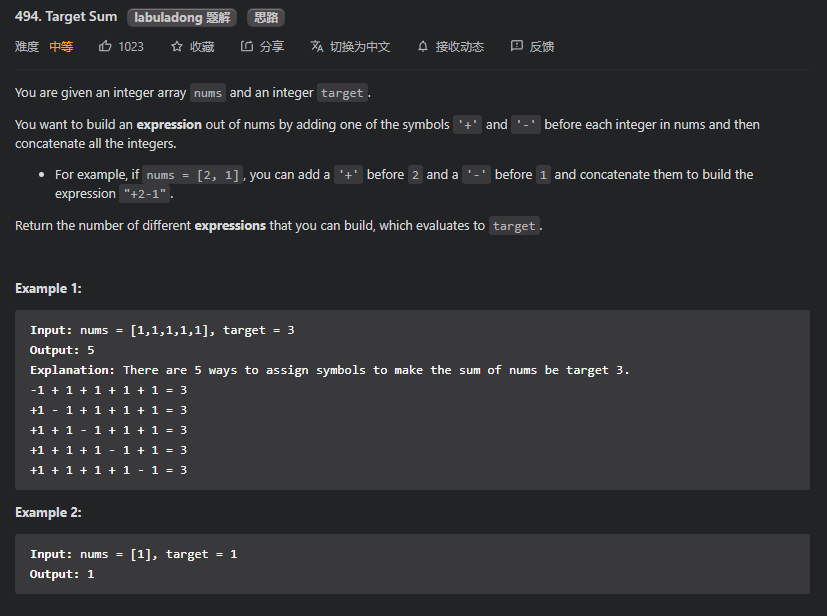 494. Target Sum labuladong 题解 思路
难度 中等 1023 收藏 分享 切换为中文 接收动态 反馈
You are given an integer array nums and an integer target.
You want to build an expression out of nums by adding one of the symbols '+' and '-' before each integer in nums and then
concatenate all the integers.
• For example, if nums = [2, 1], you can add a '+' before 2 and a '-' before 1 and concatenate them to build the
expression "+2-1".
Return the number of different expressions that you can build, which evaluates to target.
Example 1:
Input: nums = [1,1,1,1,1], target = 3
Output: 5
Explanation: There are 5 ways to assign symbols to make the sum of nums be target 3.
-1 + 1 + 1 + 1 + 1 = 3
+1 - 1 + 1 + 1 + 1 = 3
+1 + 1 - 1 + 1 + 1 = 3
+1 + 1 + 1 - 1 + 1 = 3
+1 + 1 + 1 + 1 - 1 = 3
Example 2:
Input: nums = [1], target = 1
Output: 1